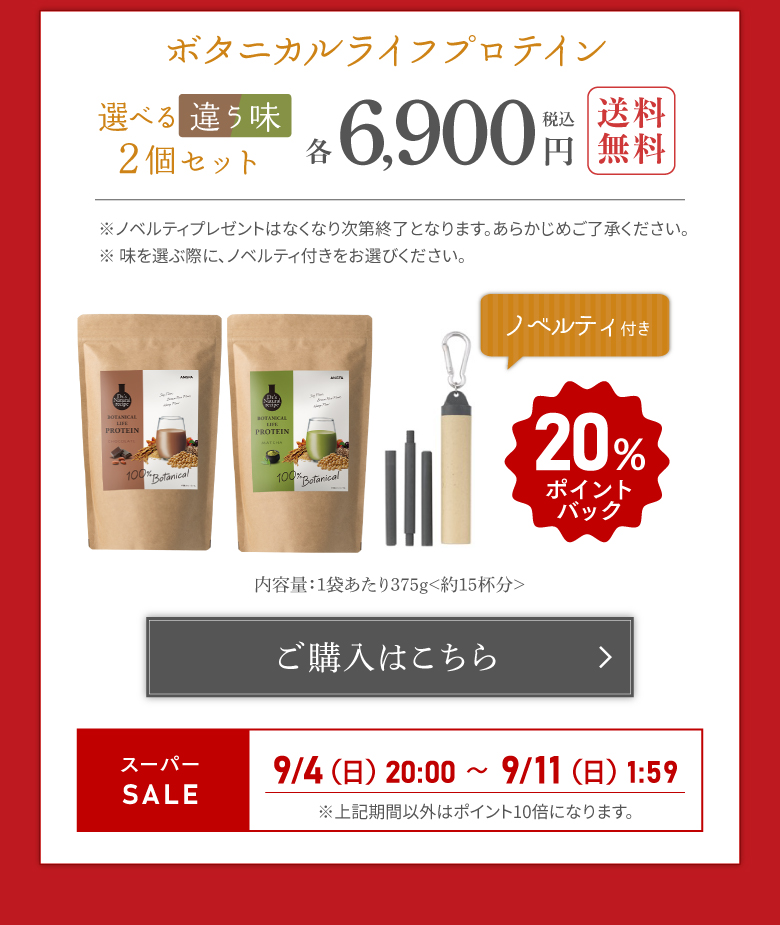 ボタニカルライフプロテイン
選べる 違う味
2個セット
各 6,900円 税込
送料
無料
※ノベルティプレゼントはなくなり次第終了となります。あらかじめご了承ください。
※ 味を選ぶ際に、ノベルティ付きをお選びください。
ノベルティ付き
20%
ポイント
バック
Dr's
Natural
recipe
BOTANICAL
LIFE
PROTEIN
100% Botanical
Dr's
Natural
recipe
BOTANICAL
LIFE
PROTEIN
100% Botanical
内容量：1袋あたり375g<約15杯分>
ご購入はこちら
スーパー
SALE
9/4（日）20:00 ～ 9/11（日）1:59
※上記期間以外はポイント10倍になります。